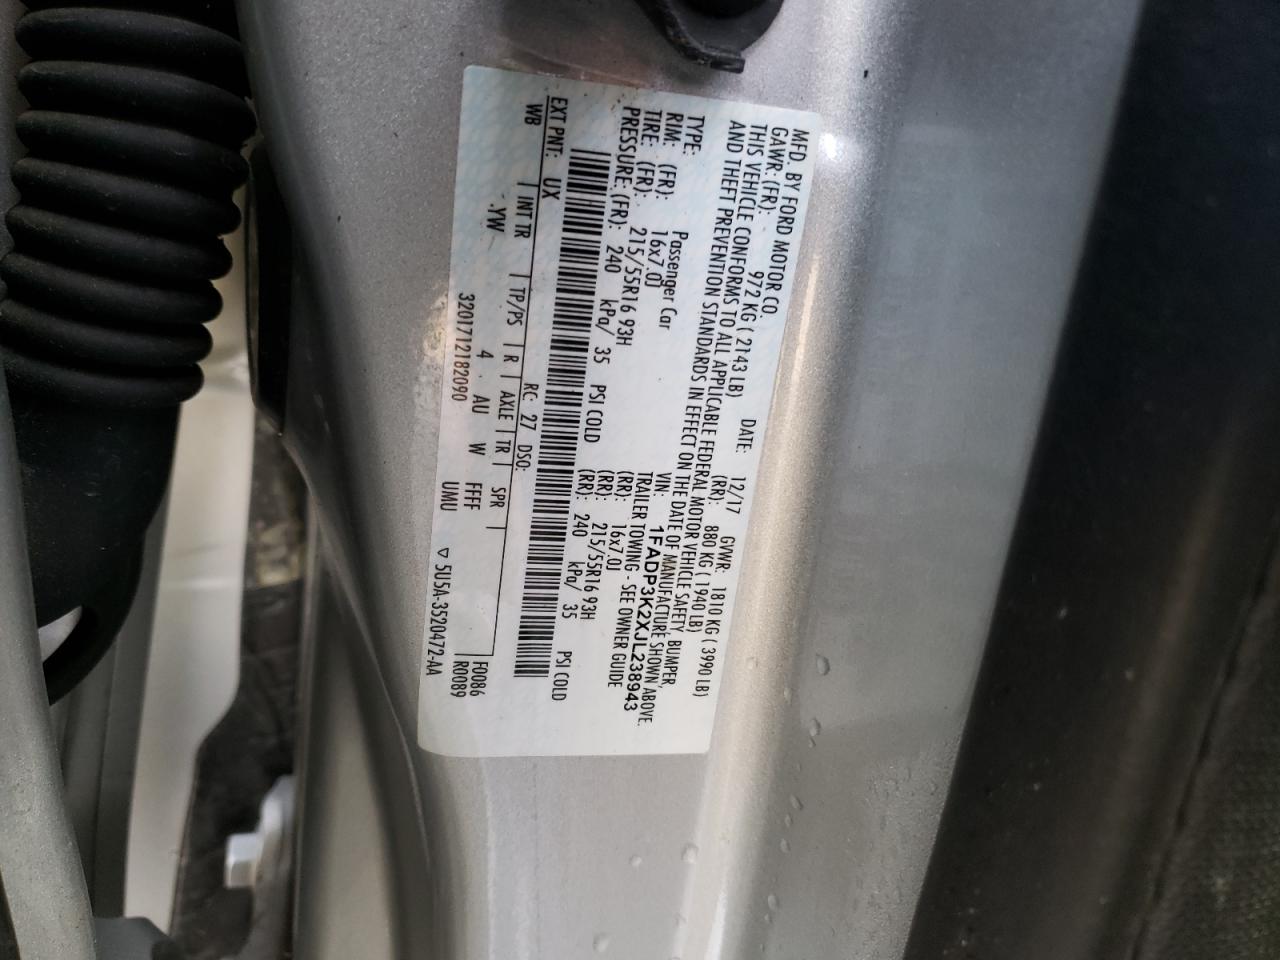 MFD. BY FORD MOTOR CO.
DATE: 12/17 GVWR: 1810 KG ( 3990 LB)
GAWR: (FR): 972 KG ( 2143 LB) (RR): 880 KG ( 1940 LB)
THIS VEHICLE CONFORMS TO ALL APPLICABLE FEDERAL MOTOR VEHICLE SAFETY, BUMPER,
AND THEFT PREVENTION STANDARDS IN EFFECT ON THE DATE OF MANUFACTURE SHOWN ABOVE.
VIN: 1FADP3K2XJL238943
TYPE: Passenger Car TRAILER TOWING - SEE OWNER GUIDE
RIM: (FR): 16x7.0J (RR): 16x7.0J
TIRE: (FR): 215/55R16 93H (RR): 215/55R16 93H
PRESSURE: (FR): 240 kPa/ 35 PSI COLD (RR): 240 kPa/ 35 PSI COLD
EXT PNT: UX RC: 27 DSO:
WB INT TR TP/PS R AXLE TR SPR F0086
YW 4 AU W FFFF R0089
3201712182090 UMU ▽ 5U5A-3520472-AA